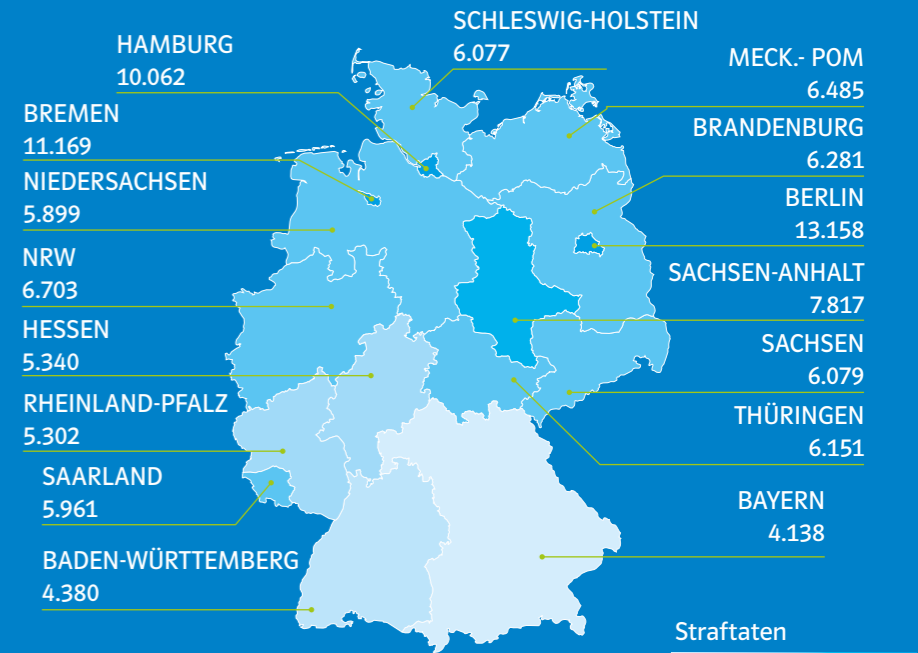 SCHLESWIG-HOLSTEIN
6.077
HAMBURG
10.062
MECK.- POM
6.485
BREMEN
11.169
BRANDENBURG
6.281
NIEDERSACHSEN
5.899
BERLIN
13.158
NRW
6.703
SACHSEN-ANHALT
7.817
HESSEN
5.340
SACHSEN
6.079
RHEINLAND-PFALZ
5.302
THÜRINGEN
6.151
SAARLAND
5.961
BAYERN
4.138
BADEN-WÜRTTEMBERG
4.380
Straftaten